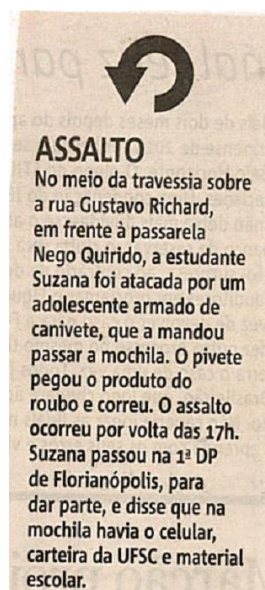 ASSALTO
No meio da travessia sobre
a rua Gustavo Richard,
em frente à passarela
Nego Quirido, a estudante
Suzana foi atacada por um
adolescente armado de
canivete, que a mandou
passar a mochila. O pivete
pegou o produto do
roubo e correu. O assalto
ocorreu por volta das 17h.
Suzana passou na 1ª DP
de Florianópolis, para
dar parte, e disse que na
mochila havia o celular,
carteira da UFSC e material
escolar.